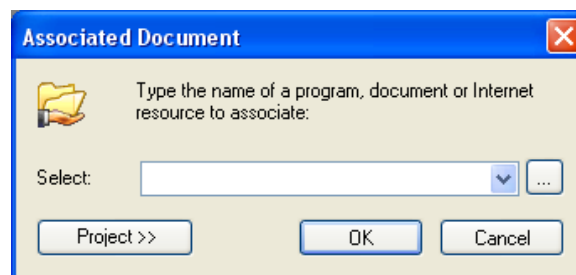 Associated Document
Type the name of a program, document or Internet
resource to associate:
Select:
...
Project >>
OK
Cancel